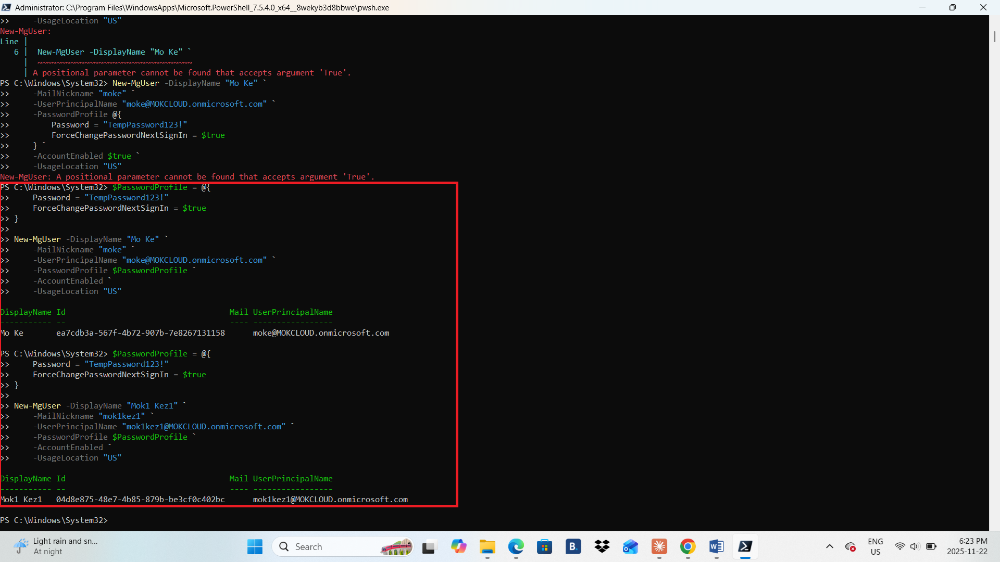 Administrator: C:\Program Files\WindowsApps\Microsoft.PowerShell_7.5.4.0_x64__8wekyb3d8bbwe\pwsh.exe
>>     -UsageLocation "US"
New-MgUser:
Line |
   6 |  New-MgUser -DisplayName "Mo Ke" `
     |  ~~~~~~~~~~~~~~~~~~~~~~~~~~~~~~~~~
     | A positional parameter cannot be found that accepts argument 'True'.
PS C:\Windows\System32> New-MgUser -DisplayName "Mo Ke" `
>>     -MailNickname "moke" `
>>     -UserPrincipalName "moke@MOKCLOUD.onmicrosoft.com" `
>>     -PasswordProfile @{
>>         Password = "TempPassword123!"
>>         ForceChangePasswordNextSignIn = $true
>>     } `
>>     -AccountEnabled $true `
>>     -UsageLocation "US"
New-MgUser: A positional parameter cannot be found that accepts argument 'True'.
PS C:\Windows\System32> $PasswordProfile = @{
>>     Password = "TempPassword123!"
>>     ForceChangePasswordNextSignIn = $true
>> }
>>
>> New-MgUser -DisplayName "Mo Ke" `
>>     -MailNickname "moke" `
>>     -UserPrincipalName "moke@MOKCLOUD.onmicrosoft.com" `
>>     -PasswordProfile $PasswordProfile `
>>     -AccountEnabled `
>>     -UsageLocation "US"
DisplayName Id                                   Mail UserPrincipalName
----------- --                                   ---- -----------------
Mo Ke       ea7cdb3a-567f-4b72-907b-7e8267131158      moke@MOKCLOUD.onmicrosoft.com
PS C:\Windows\System32> $PasswordProfile = @{
>>     Password = "TempPassword123!"
>>     ForceChangePasswordNextSignIn = $true
>> }
>>
>> New-MgUser -DisplayName "Mok1 Kez1" `
>>     -MailNickname "mok1kez1" `
>>     -UserPrincipalName "mok1kez1@MOKCLOUD.onmicrosoft.com" `
>>     -PasswordProfile $PasswordProfile `
>>     -AccountEnabled `
>>     -UsageLocation "US"
DisplayName Id                                   Mail UserPrincipalName
----------- --                                   ---- -----------------
Mok1 Kez1   04d8e875-48e7-4b85-879b-be3cf0c402bc      mok1kez1@MOKCLOUD.onmicrosoft.com
PS C:\Windows\System32>
Light rain and sn...
At night
Search
B.
ENG
US
6:23 PM
2025-11-22